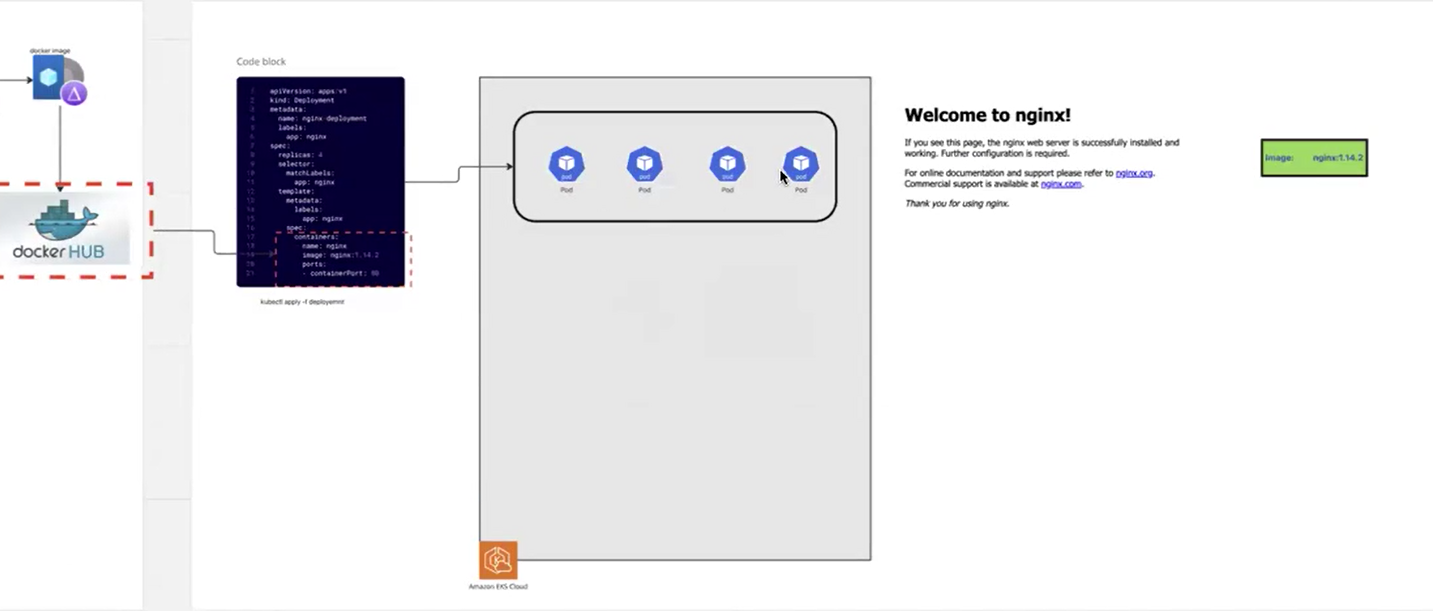 docker image
docker HUB
Code block
1 apiVersion: apps/v1
2 kind: Deployment
3 metadata:
4 name: nginx-deployment
5 labels:
6 app: nginx
7 spec:
8 replicas: 4
9 selector:
10 matchLabels:
11 app: nginx
12 template:
13 metadata:
14 labels:
15 app: nginx
16 spec:
17 containers:
18 name: nginx
19 image: nginx:1.14.2
20 ports:
21 - containerPort: 80
kubectl apply -f deployemnt
pod
Pod
pod
Pod
pod
Pod
pod
Pod
Amazon EKS Cloud
Welcome to nginx!
If you see this page, the nginx web server is successfully installed and
working. Further configuration is required.
For online documentation and support please refer to nginx.org.
Commercial support is available at nginx.com.
Thank you for using nginx.
Image: nginx:1.14.2